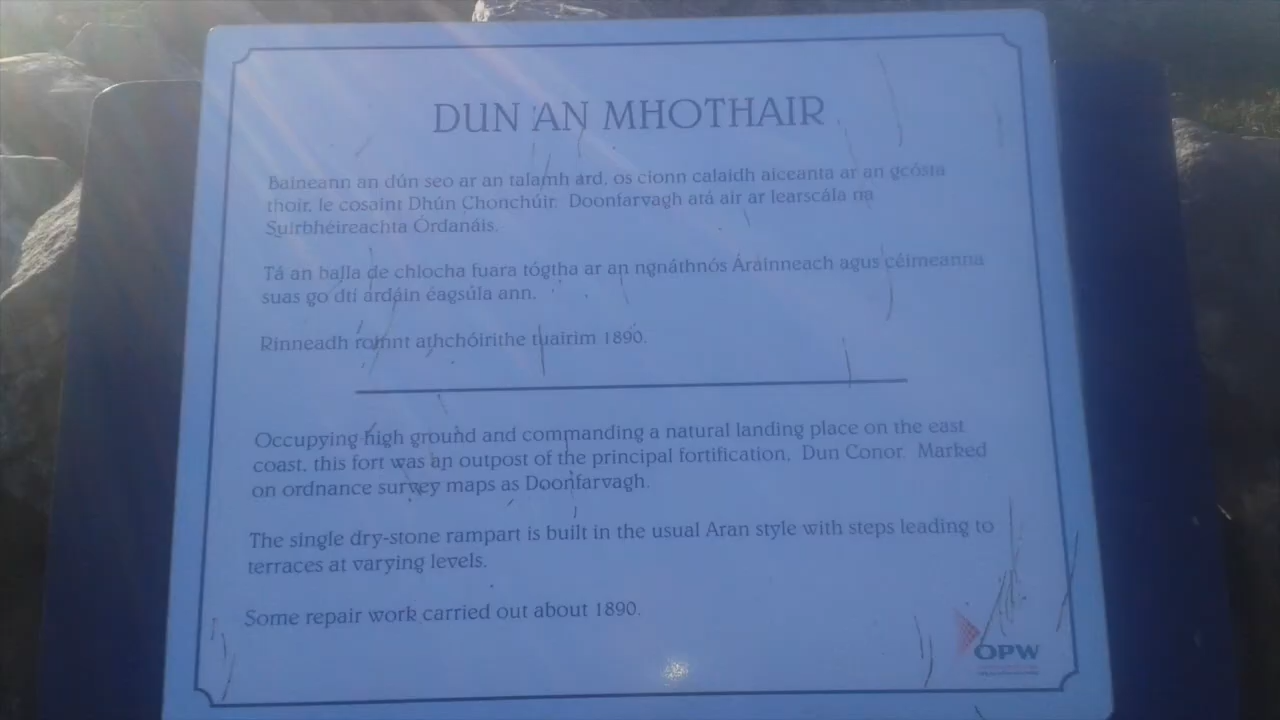 DUN AN MHOTHAIR
Baineann an dún seo ar an talamh ard, os cionn calaidh aiceanta ar an gcósta
thoir, le cosaint Dhún Chonchúir. Doonfarvagh atá air ar learscála na
Suirbhéireachta Órdanáis.
Tá an balla de chlocha fuara tógtha ar an ngnáthnós Árainneach agus céimeanna
suas go dtí ardáin éagsúla ann.
Rinneadh roinnt athchóirithe tuairim 1890.
Occupying high ground and commanding a natural landing place on the east
coast, this fort was an outpost of the principal fortification, Dun Conor. Marked
on ordnance survey maps as Doonfarvagh.
The single dry-stone rampart is built in the usual Aran style with steps leading to
terraces at varying levels.
Some repair work carried out about 1890.
OPW